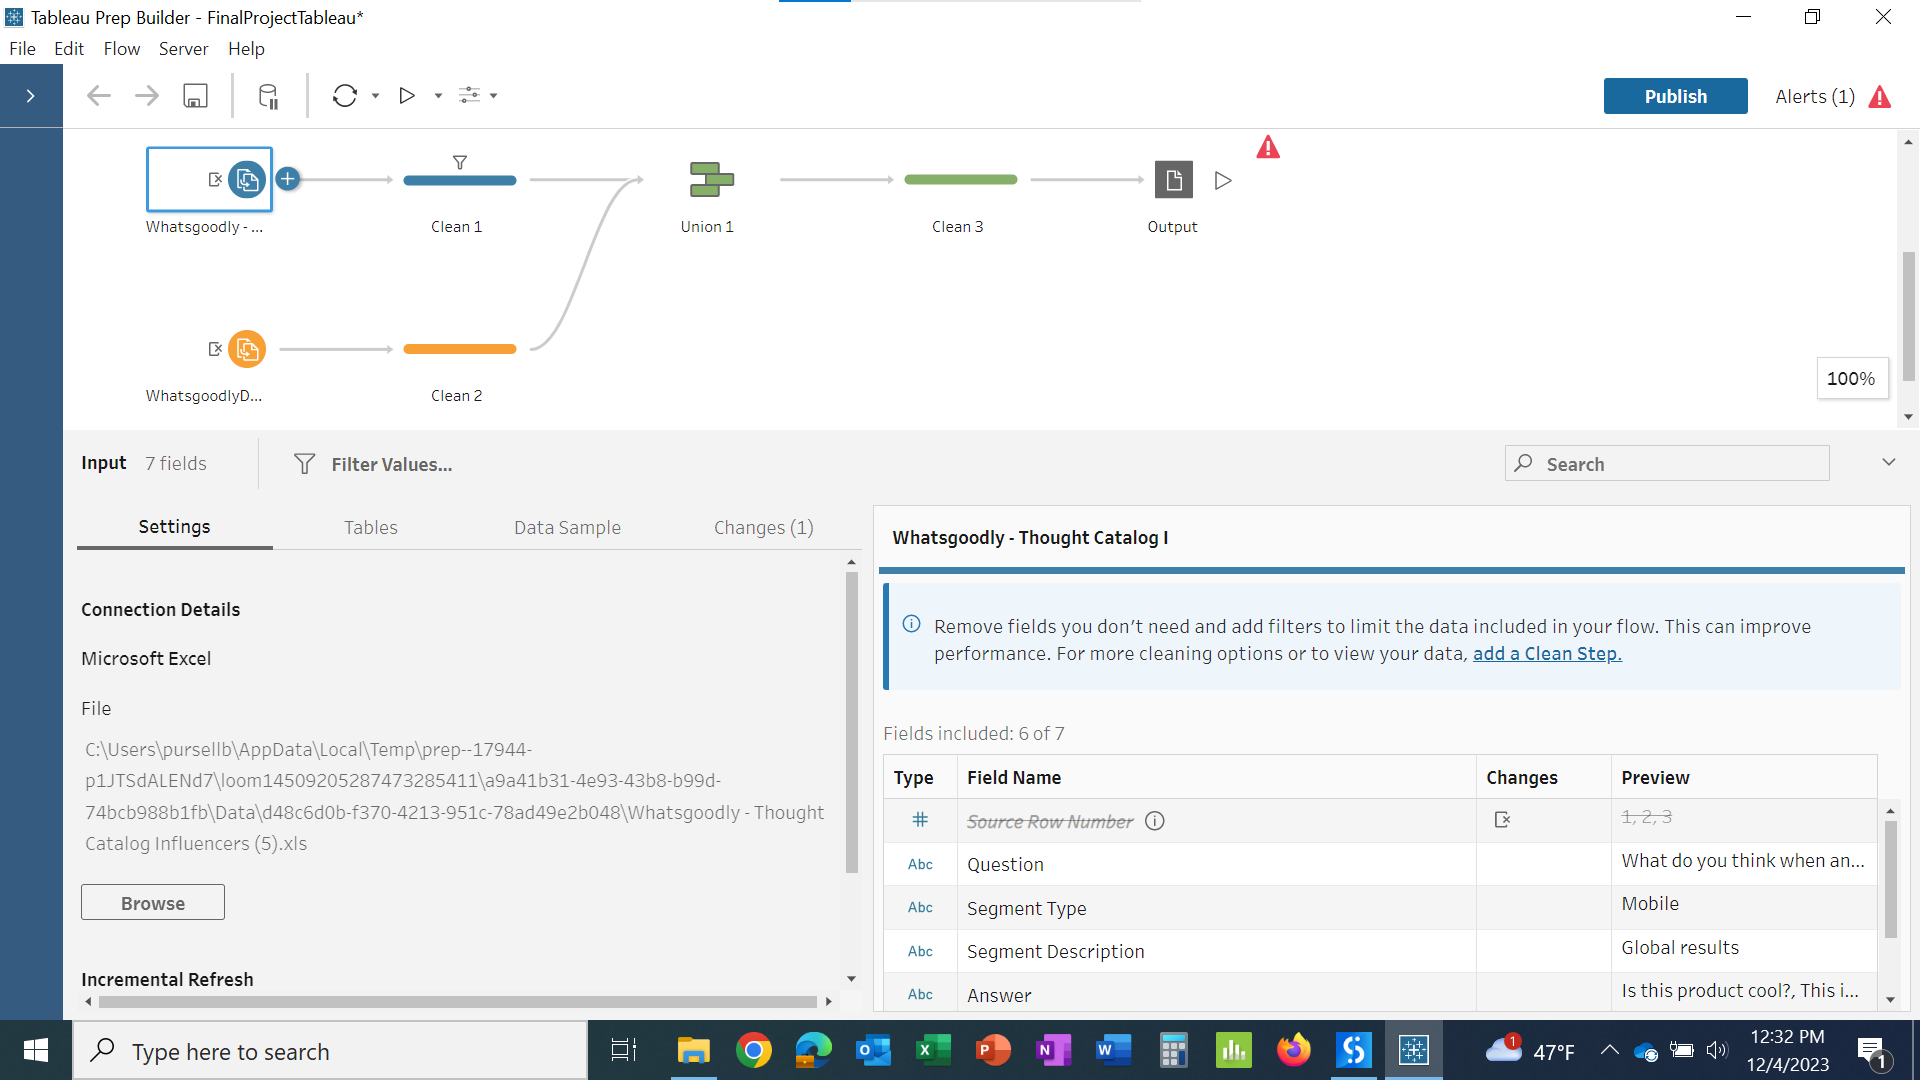 Tableau Prep Builder - FinalProjectTableau*
File Edit Flow Server Help
Publish Alerts (1)
Whatsgoodly - ... Clean 1 Union 1 Clean 3 Output
WhatsgoodlyD... Clean 2
100%
Input 7 fields Filter Values... Search
Settings Tables Data Sample Changes (1)
Connection Details
Microsoft Excel
File
C:\Users\pursellb\AppData\Local\Temp\prep--17944-
p1JTSdALENd7\loom14509205287473285411\a9a41b31-4e93-43b8-b99d-
74bcb988b1fb\Data\d48c6d0b-f370-4213-951c-78ad49e2b048\Whatsgoodly - Thought
Catalog Influencers (5).xls
Browse
Incremental Refresh
Whatsgoodly - Thought Catalog I
Remove fields you don't need and add filters to limit the data included in your flow. This can improve
performance. For more cleaning options or to view your data, add a Clean Step.
Fields included: 6 of 7
Type Field Name Changes Preview
# Source Row Number 1, 2, 3
Abc Question What do you think when an...
Abc Segment Type Mobile
Abc Segment Description Global results
Abc Answer Is this product cool?, This i...
Type here to search
1 47°F
12:32 PM
12/4/2023
1